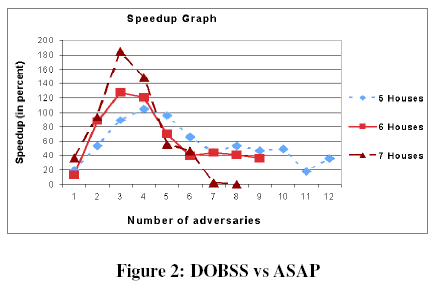 Speedup Graph
Speedup (in percent)
200
180
160
140
120
100
80
60
40
20
0
1 2 3 4 5 6 7 8 9 10 11 12
Number of adversaries
5 Houses
6 Houses
7 Houses
Figure 2: DOBSS vs ASAP